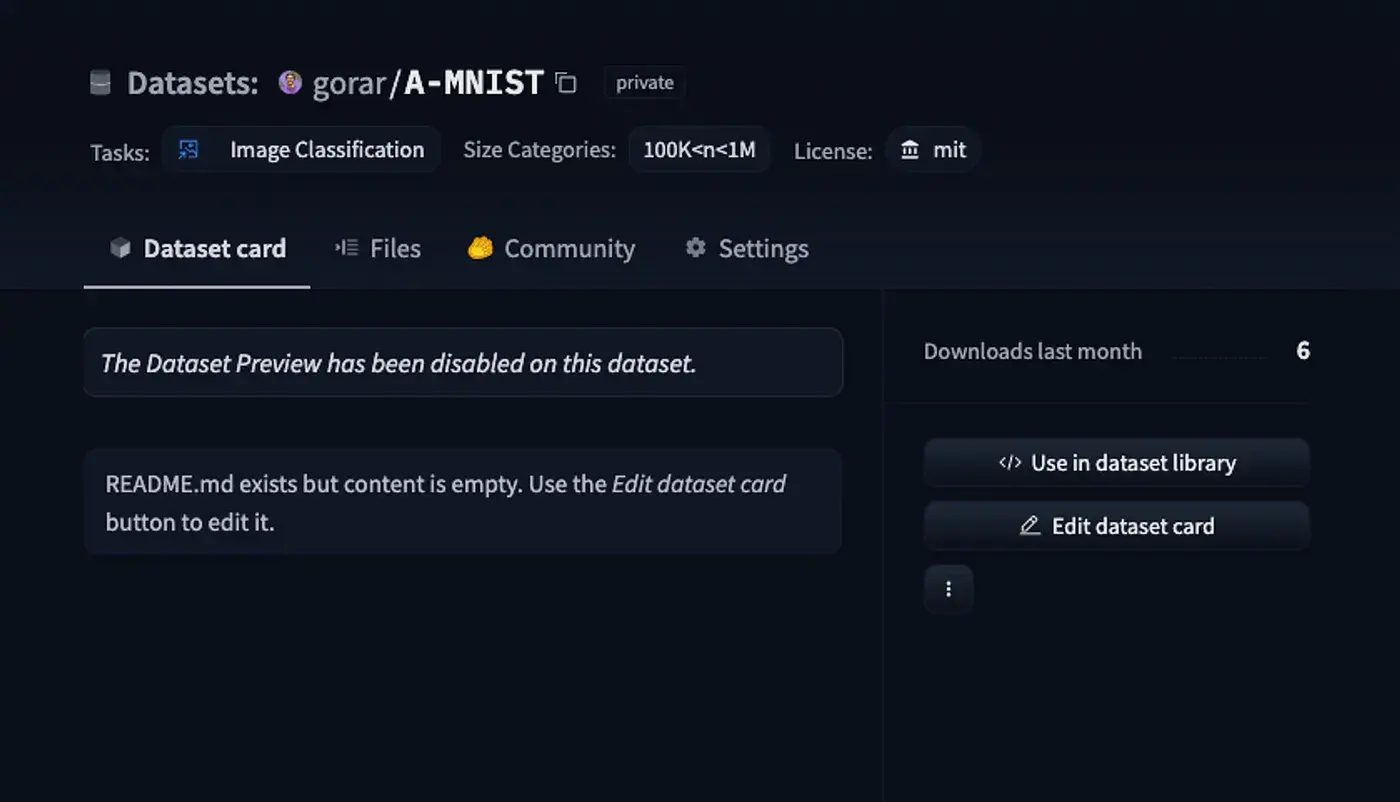 Datasets: gorar/A-MNIST private
Tasks: Image Classification Size Categories: 100K<n<1M License: mit
Dataset card Files Community Settings
The Dataset Preview has been disabled on this dataset.
Downloads last month 6
README.md exists but content is empty. Use the Edit dataset card
button to edit it.
</> Use in dataset library
Edit dataset card